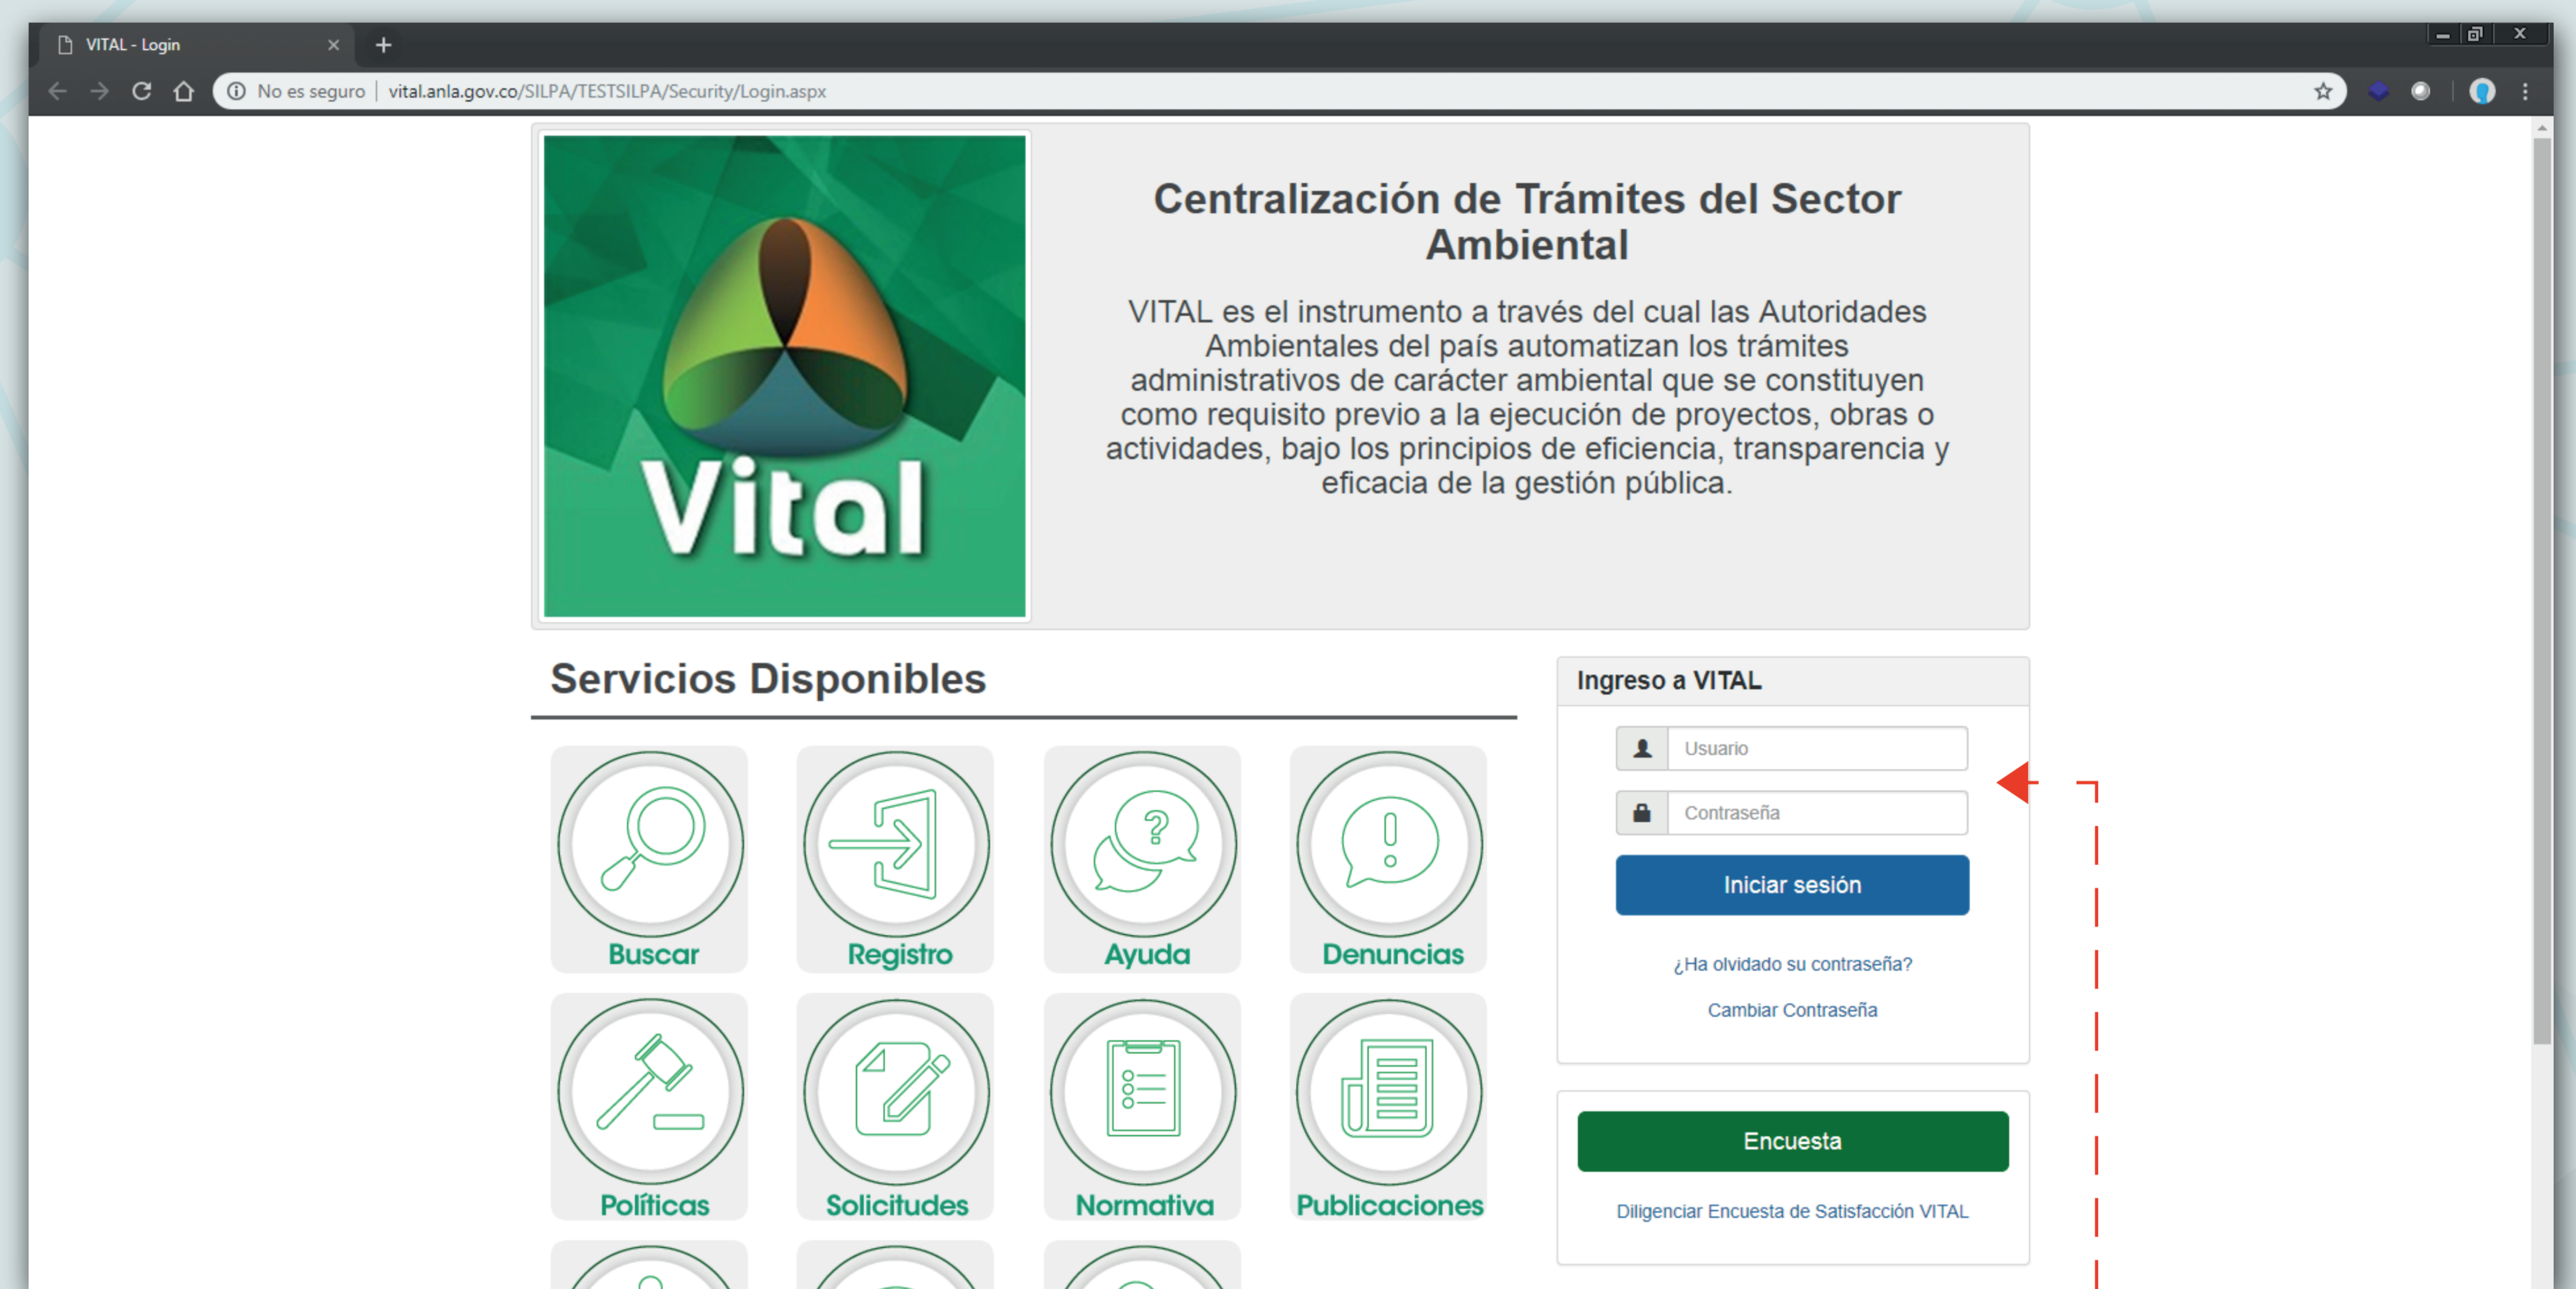 VITAL - Login
No es seguro | vital.anla.gov.co/SILPA/TESTSILPA/Security/Login.aspx
Vital
Centralización de Trámites del Sector
Ambiental
VITAL es el instrumento a través del cual las Autoridades
Ambientales del país automatizan los trámites
administrativos de carácter ambiental que se constituyen
como requisito previo a la ejecución de proyectos, obras o
actividades, bajo los principios de eficiencia, transparencia y
eficacia de la gestión pública.
Servicios Disponibles
Buscar
Registro
Ayuda
Denuncias
Políticas
Solicitudes
Normativa
Publicaciones
Ingreso a VITAL
Usuario
Contraseña
Iniciar sesión
¿Ha olvidado su contraseña?
Cambiar Contraseña
Encuesta
Diligenciar Encuesta de Satisfacción VITAL